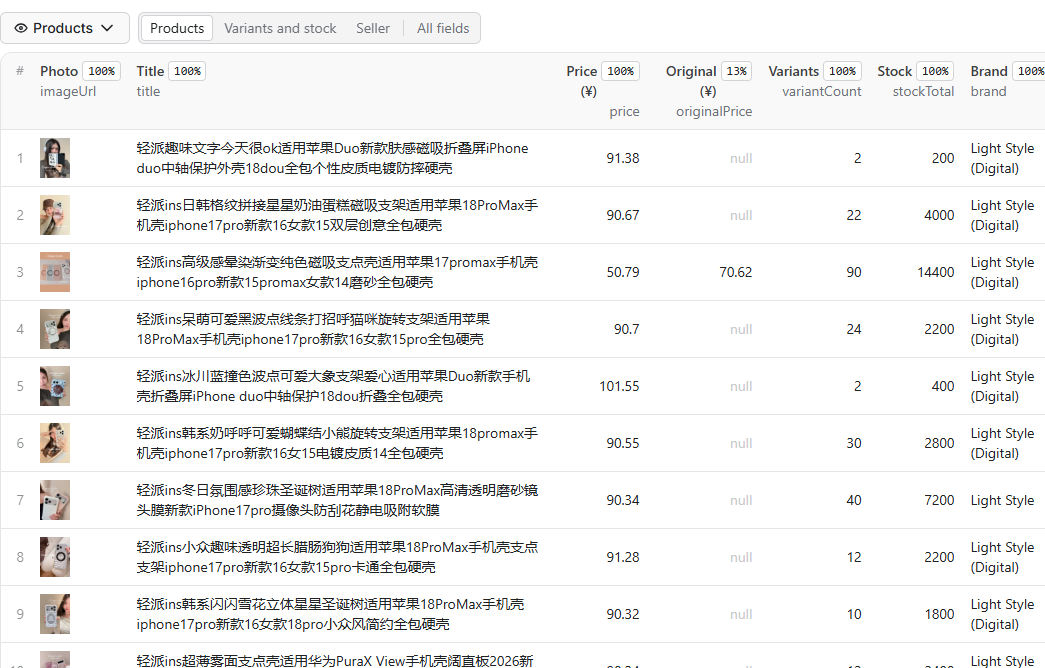 Products
Products Variants and stock Seller All fields
# Photo 100% Title 100% Price 100% Original 13% Variants 100% Stock 100% Brand 100%
imageUrl title (¥) (¥) variantCount stockTotal brand
price originalPrice
1 轻派趣味文字今天很ok适用苹果Duo新款肤感磁吸折叠屏iPhone 91.38 null 2 200 Light Style
duo中轴保护外壳18dou全包个性皮质电镀防摔硬壳 (Digital)
2 轻派ins日韩格纹拼接星星奶油蛋糕磁吸支架适用苹果18ProMax手 90.67 null 22 4000 Light Style
机壳iphone17pro新款16女款15双层创意全包硬壳 (Digital)
3 轻派ins高级感晕染渐变纯色磁吸支点壳适用苹果17promax手机壳 50.79 70.62 90 14400 Light Style
iphone16pro新款15promax女款14磨砂全包硬壳 (Digital)
4 轻派ins呆萌可爱黑波点线条打招呼猫咪旋转支架适用苹果 90.7 null 24 2200 Light Style
18ProMax手机壳iphone17pro新款16女款15pro全包硬壳 (Digital)
5 轻派ins冰川蓝撞色波点可爱大象支架爱心适用苹果Duo新款手机 101.55 null 2 400 Light Style
壳折叠屏iPhone duo中轴保护18dou折叠全包硬壳 (Digital)
6 轻派ins韩系奶呼呼可爱蝴蝶结小熊旋转支架适用苹果18promax手 90.55 null 30 2800 Light Style
机壳iphone17pro新款16女15电镀皮质14全包硬壳 (Digital)
7 轻派ins冬日氛围感珍珠圣诞树适用苹果18ProMax高清透明磨砂镜 90.34 null 40 7200 Light Style
头膜新款iPhone17pro摄像头防刮花静电吸附软膜
8 轻派ins小众趣味透明超长腊肠狗狗适用苹果18ProMax手机壳支点 91.28 null 12 2200 Light Style
支架iphone17pro新款16女款15pro卡通全包硬壳 (Digital)
9 轻派ins韩系闪闪雪花立体星星圣诞树适用苹果18ProMax手机壳 90.32 null 10 1800 Light Style
iphone17pro新款16女款18pro小众风简约全包硬壳 (Digital)
轻派ins超薄雾面支点壳适用华为PuraX View手机壳阔直板2026新 null Light Style